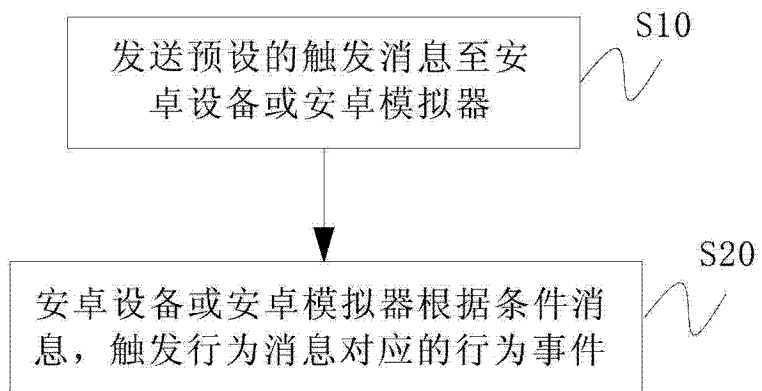 发送预设的触发消息至安
卓设备或安卓模拟器
S10
安卓设备或安卓模拟器根据条件消
息，触发行为消息对应的行为事件
S20